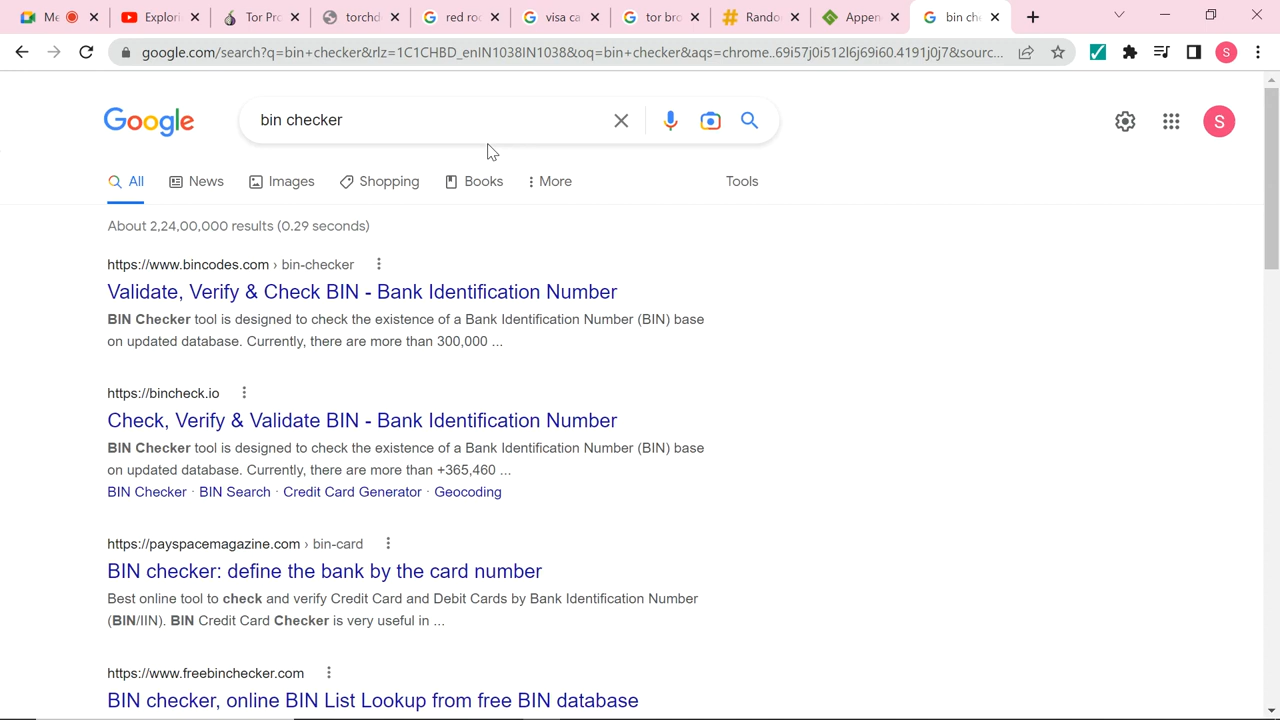 Me
Explori
Tor Pro
torchd
red roo
visa ca
tor bro
Rando
Appen
bin che
google.com/search?q=bin+checker&rlz=1C1CHBD_enIN1038IN1038&oq=bin+checker&aqs=chrome..69i57j0i512l6j69i60.4191j0j7&sourc...
S
Google
bin checker
S
All
News
Images
Shopping
Books
More
Tools
About 2,24,00,000 results (0.29 seconds)
https://www.bincodes.com › bin-checker
Validate, Verify & Check BIN - Bank Identification Number
BIN Checker tool is designed to check the existence of a Bank Identification Number (BIN) base
on updated database. Currently, there are more than 300,000 ...
https://bincheck.io
Check, Verify & Validate BIN - Bank Identification Number
BIN Checker tool is designed to check the existence of a Bank Identification Number (BIN) base
on updated database. Currently, there are more than +365,460 ...
BIN Checker · BIN Search · Credit Card Generator · Geocoding
https://payspacemagazine.com › bin-card
BIN checker: define the bank by the card number
Best online tool to check and verify Credit Card and Debit Cards by Bank Identification Number
(BIN/IIN). BIN Credit Card Checker is very useful in ...
https://www.freebinchecker.com
BIN checker, online BIN List Lookup from free BIN database